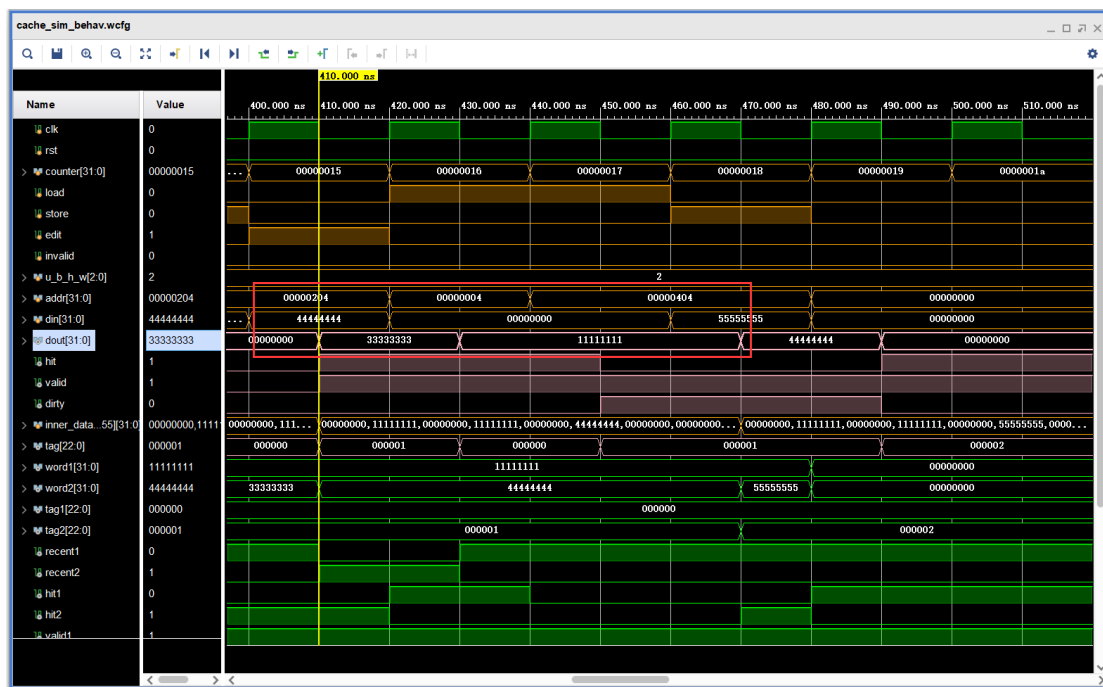 cache_sim_behav.wcfg
410.000 ns
Name Value 400.000 ns 410.000 ns 420.000 ns 430.000 ns 440.000 ns 450.000 ns 460.000 ns 470.000 ns 480.000 ns 490.000 ns 500.000 ns 510.000 ns
clk 0
rst 0
counter[31:0] 00000015 ... 00000015 00000016 00000017 00000018 00000019 0000001a
load 0
store 0
edit 1
invalid 0
u_b_h_w[2:0] 2 2
addr[31:0] 00000204 00000204 00000004 00000404 00000000
din[31:0] 44444444 ... 44444444 00000000 55555555 00000000
dout[31:0] 33333333 00000000 33333333 11111111 44444444 00000000
hit 1
valid 1
dirty 0
inner_data...55][31:0 00000000,1111 00000000,111... 00000000,11111111,00000000,11111111,00000000,44444444,00000000,00000000... 00000000,11111111,00000000,11111111,00000000,55555555,0000...
tag[22:0] 000001 000000 000001 000000 000001 000002
word1[31:0] 11111111 11111111 00000000
word2[31:0] 44444444 33333333 44444444 55555555 00000000
tag1[22:0] 000000 000000
tag2[22:0] 000001 000001 000002
recent1 0
recent2 1
hit1 0
hit2 1
valid1 1